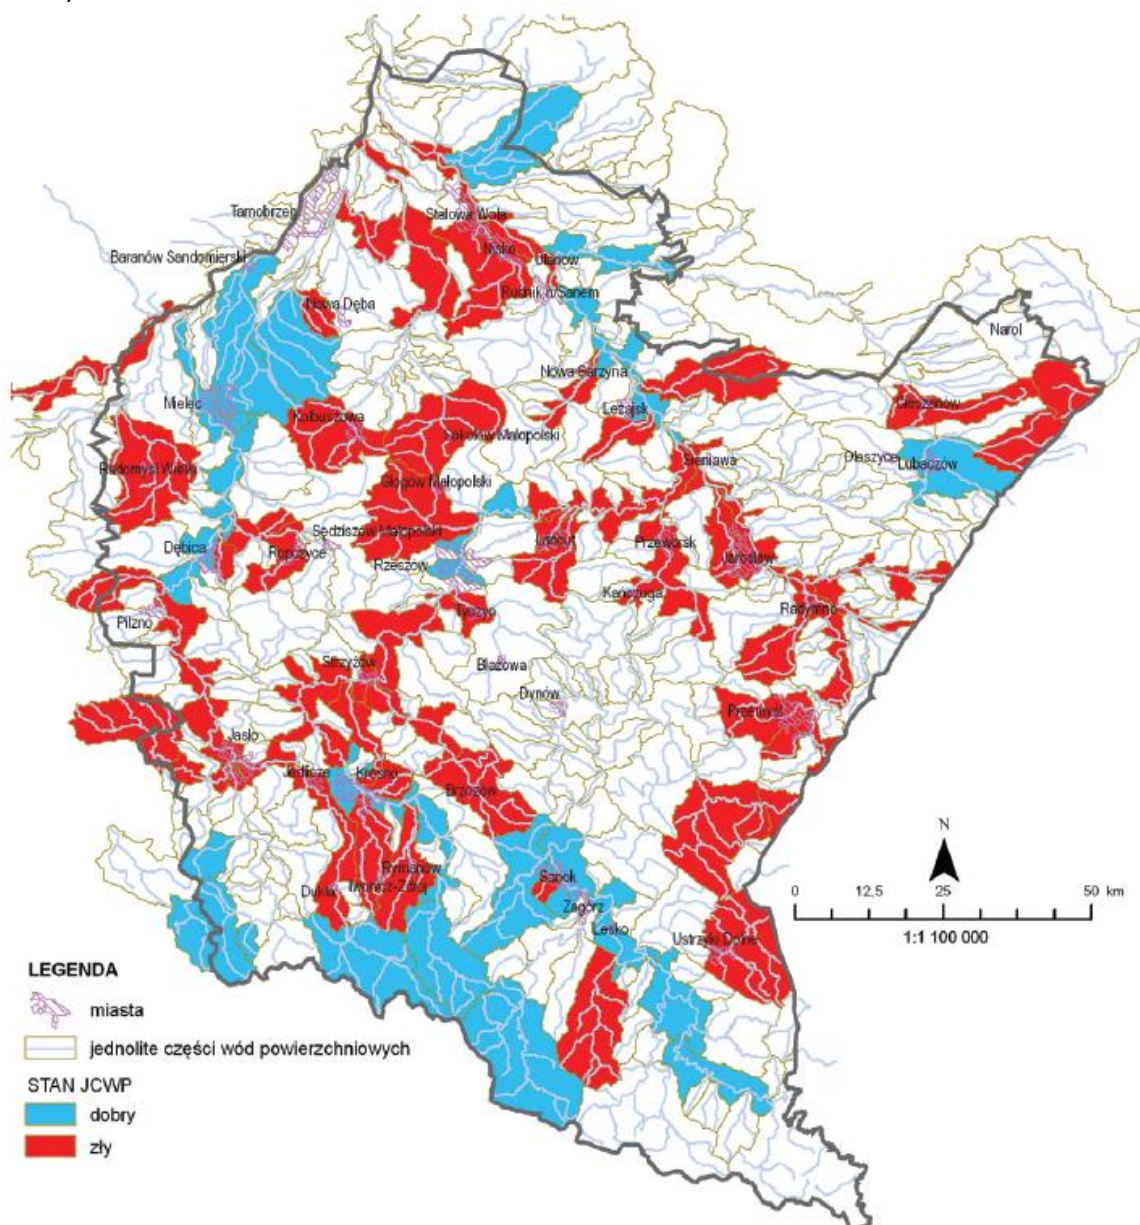 Tarnobrzeg
Stalowa Wola
Nisko
Ulanów
Baranów Sandomierski
Rudnik n/Sanem
Nowa Dęba
Narol
Nowa Sarzyna
Mielec
Leżajsk
Cieszanów
Kolbuszowa
Sokołów Małopolski
Sieniawa
Oleszyce
Lubaczów
Radomyśl Wielki
Głogów Małopolski
Sędziszów Małopolski
Dębica
Ropczyce
Łańcut
Przeworsk
Jarosław
Rzeszów
Kańczuga
Radymno
Pilzno
Tyczyn
Strzyżów
Błażowa
Dynów
Przemyśl
Jasło
Jedlicze
Krosno
Brzozów
Rymanów
Dukla
Iwonicz-Zdrój
Sanok
Zagórz
Lesko
Ustrzyki Dolne
N
0 12,5 25 50 km
1:1 100 000
LEGENDA
miasta
jednolite części wód powierzchniowych
STAN JCWP
dobry
zły